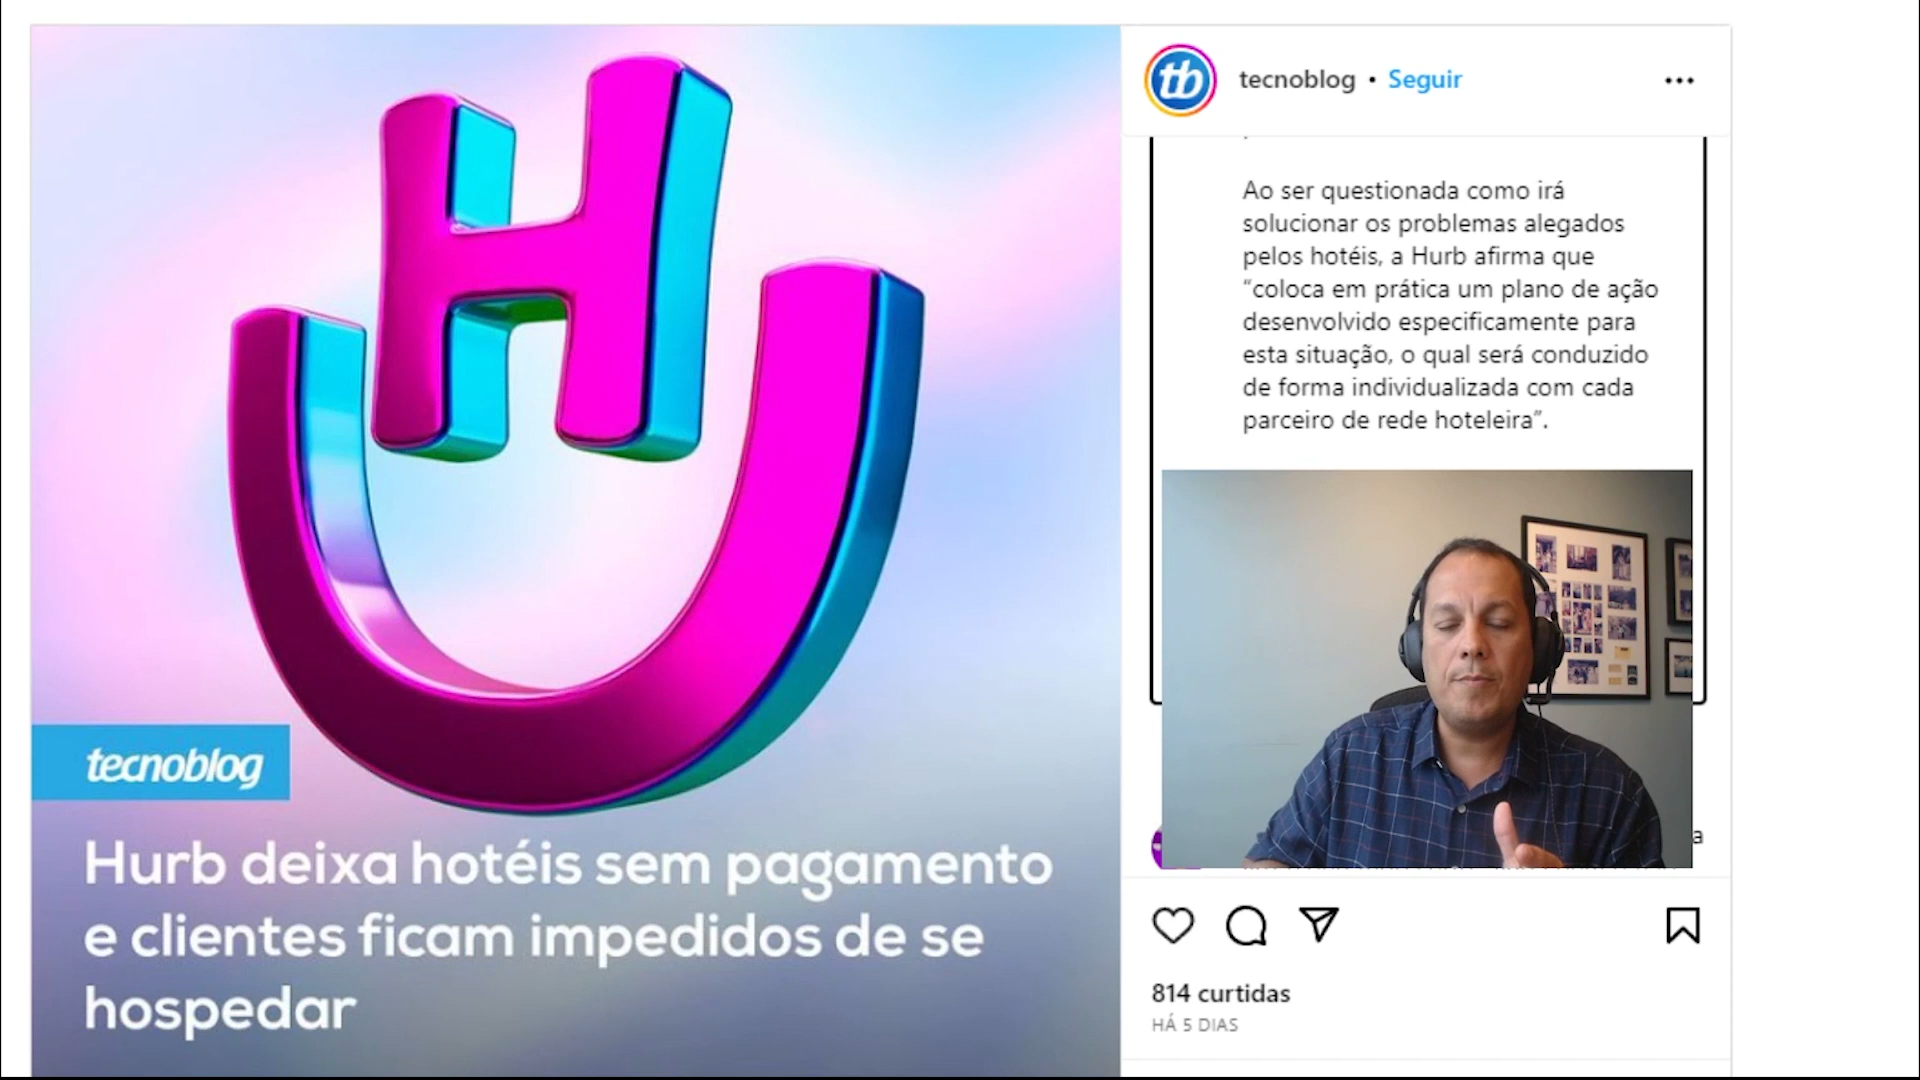 tecnoblog
Hurb deixa hotéis sem pagamento
e clientes ficam impedidos de se
hospedar
tb
tecnoblog • Seguir
Ao ser questionada como irá
solucionar os problemas alegados
pelos hotéis, a Hurb afirma que
“coloca em prática um plano de ação
desenvolvido especificamente para
esta situação, o qual será conduzido
de forma individualizada com cada
parceiro de rede hoteleira”.
814 curtidas
HÁ 5 DIAS